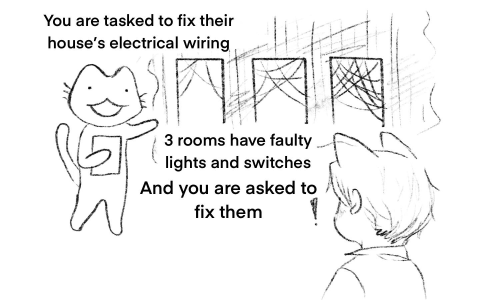 You are tasked to fix their
house's electrical wiring
3 rooms have faulty
lights and switches
And you are asked to
fix them
!